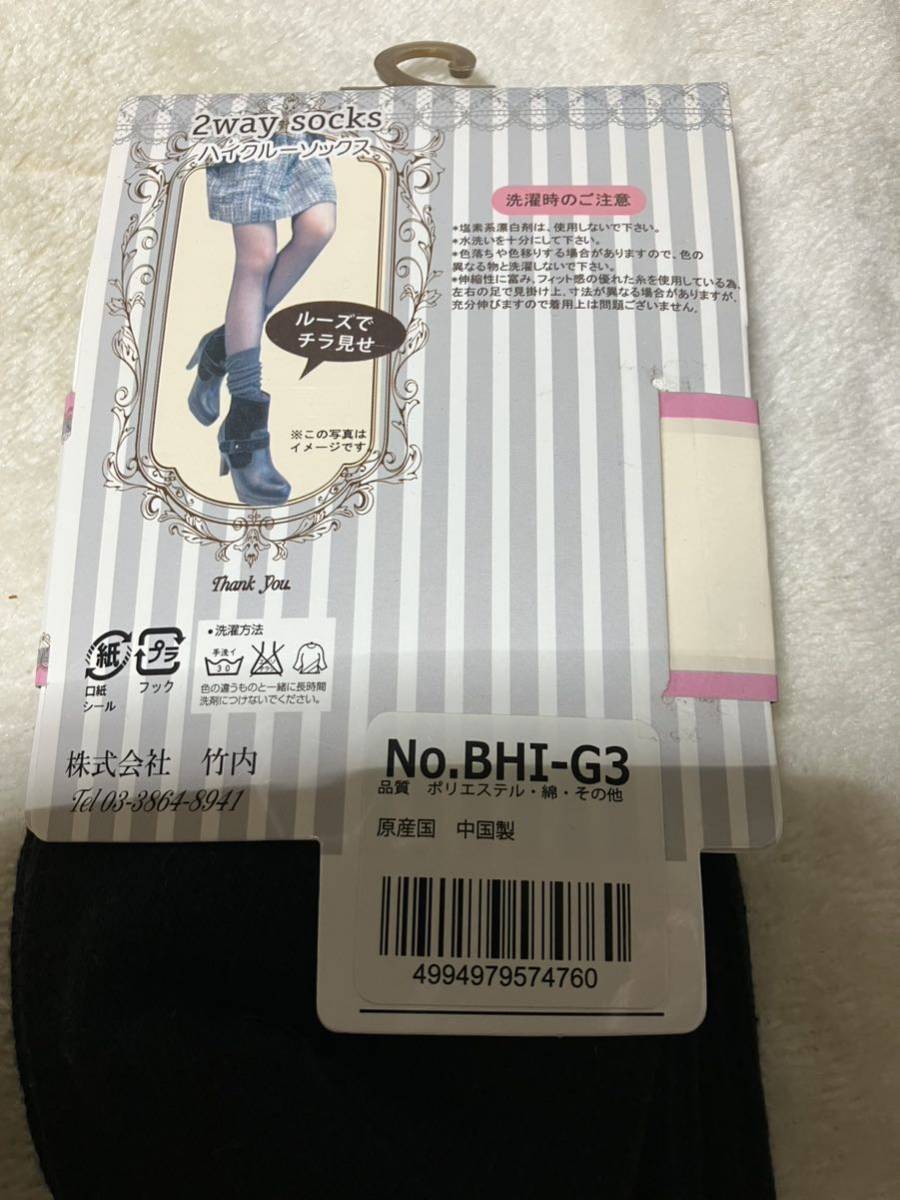 2way socks
ハイクルーソックス
ルーズで
チラ見せ
※この写真は
イメージです。
Thank You.
洗濯時のご注意
*塩素系漂白剤は、使用しないで下さい。
*水洗いを十分にして下さい。
*色落ちや色移りする場合がありますので、色の
異なる物と洗濯しないで下さい。
*伸縮性に富み、フィット感の優れた糸を使用している為、
左右の足で見掛け上、寸法が異なる場合がありますが、
充分伸びますので着用上は問題ございません。
紙
口紙
シール
プラ
フック
•洗濯方法
手洗イ
30
色の違うものと一緒に長時間
洗剤につけないでください。
株式会社 竹内
Tel 03-3864-8941
No.BHI-G3
品質 ポリエステル・綿・その他
原産国 中国製
4994979574760